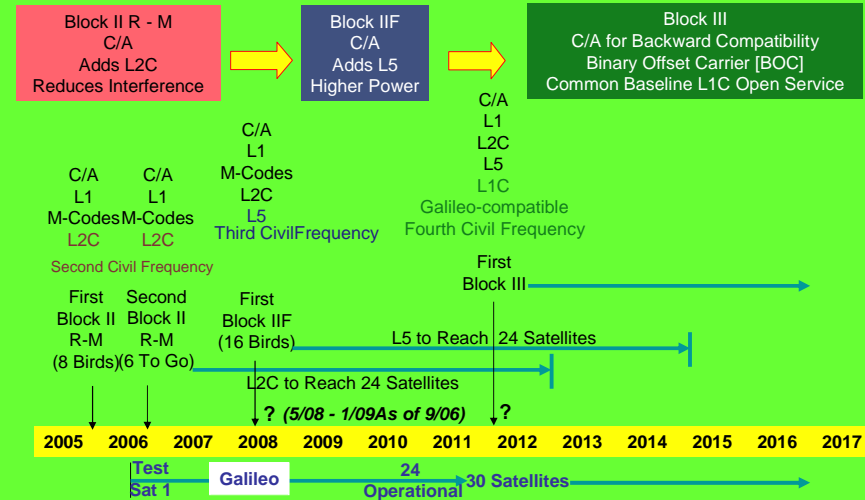 Block II R - M
C/A
Adds L2C
Reduces Interference
Block IIF
C/A
Adds L5
Higher Power
Block III
C/A for Backward Compatibility
Binary Offset Carrier [BOC]
Common Baseline L1C Open Service
C/A
L1
M-Codes
L2C
C/A
L1
M-Codes
L2C
Second Civil Frequency
C/A
L1
M-Codes
L2C
L5
Third CivilFrequency
C/A
L1
L2C
L5
L1C
Galileo-compatible
Fourth Civil Frequency
First
Block II
R-M
(8 Birds)
Second
Block II
R-M
(6 To Go)
First
Block IIF
(16 Birds)
First
Block III
L5 to Reach 24 Satellites
L2C to Reach 24 Satellites
? (5/08 - 1/09As of 9/06)
?
2005 2006 2007 2008 2009 2010 2011 2012 2013 2014 2015 2016 2017
Test
Sat 1
Galileo
24
Operational
30 Satellites